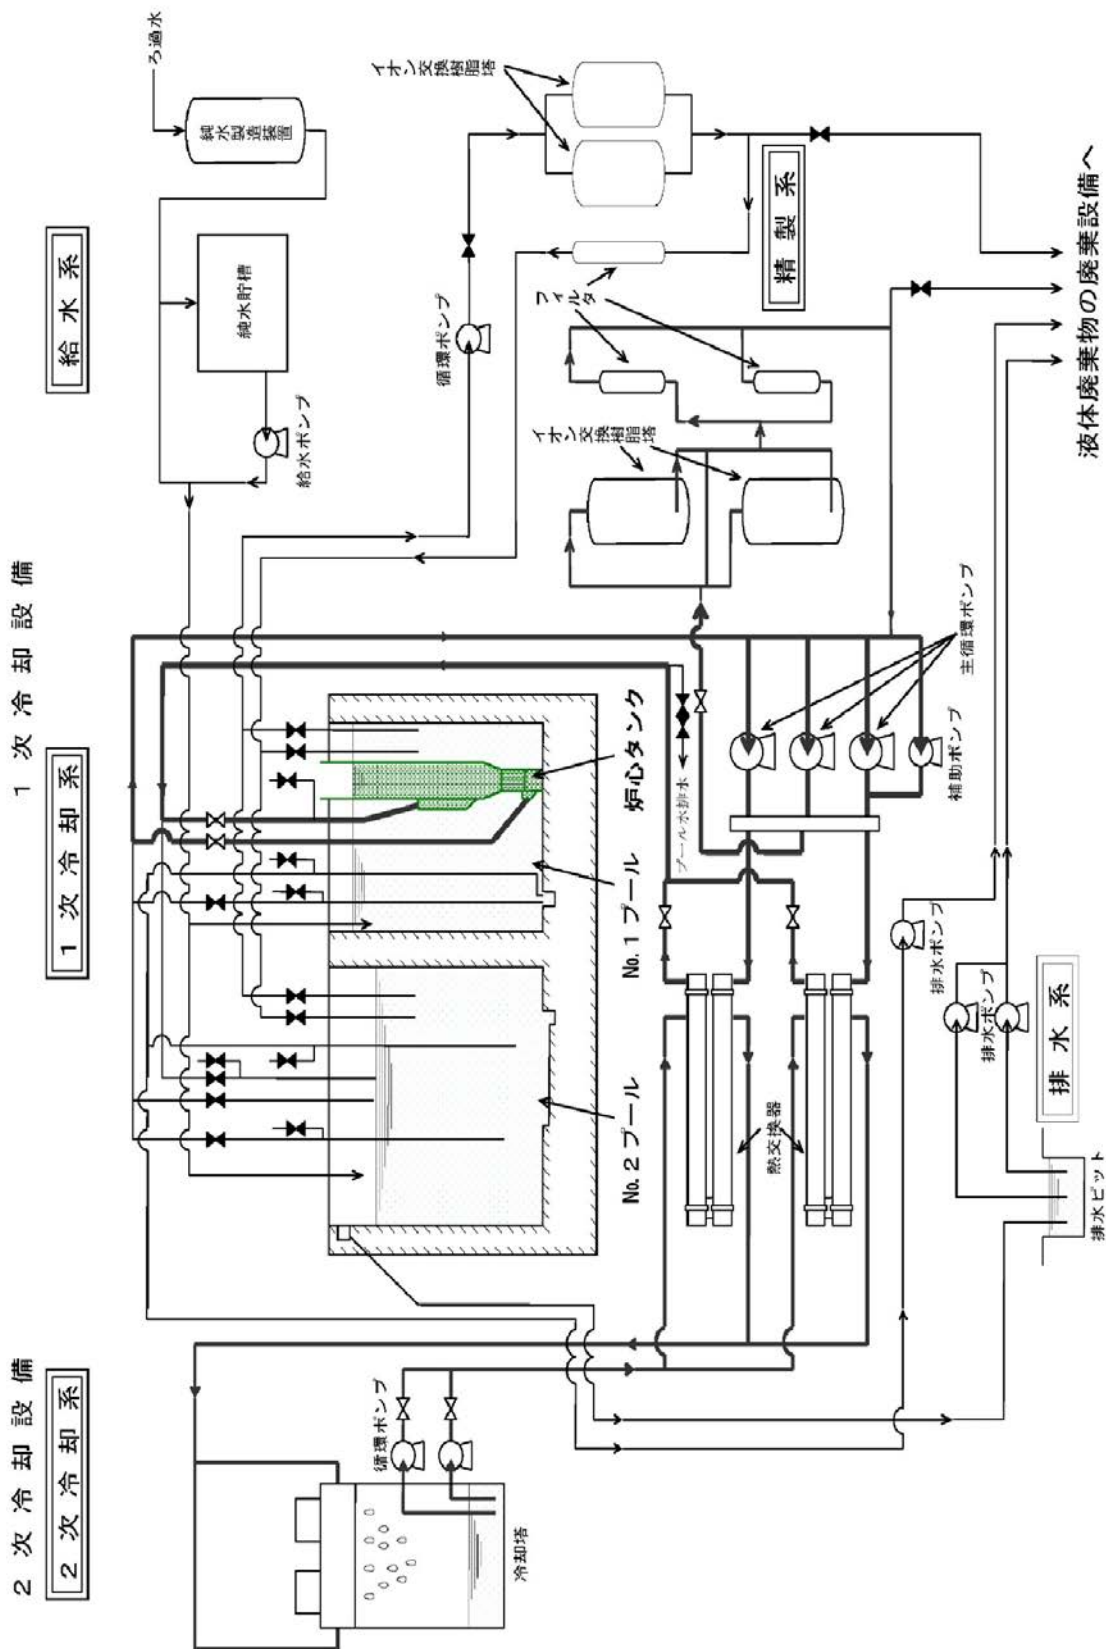 2次冷却設備
1次冷却設備
2次冷却系
1次冷却系
給水系
ろ過水
純水製造装置
純水貯槽
給水ポンプ
循環ポンプ
イオン
交換樹脂塔
フィルタ
イオン
交換樹脂塔
精製系
循環ポンプ
冷却塔
No.2プール
No.1プール
炉心タンク
プール水排水
熱交換器
主循環ポンプ
補助ポンプ
排水ポンプ
排水ポンプ
排水系
排水ピット
液体廃棄物の廃棄設備へ